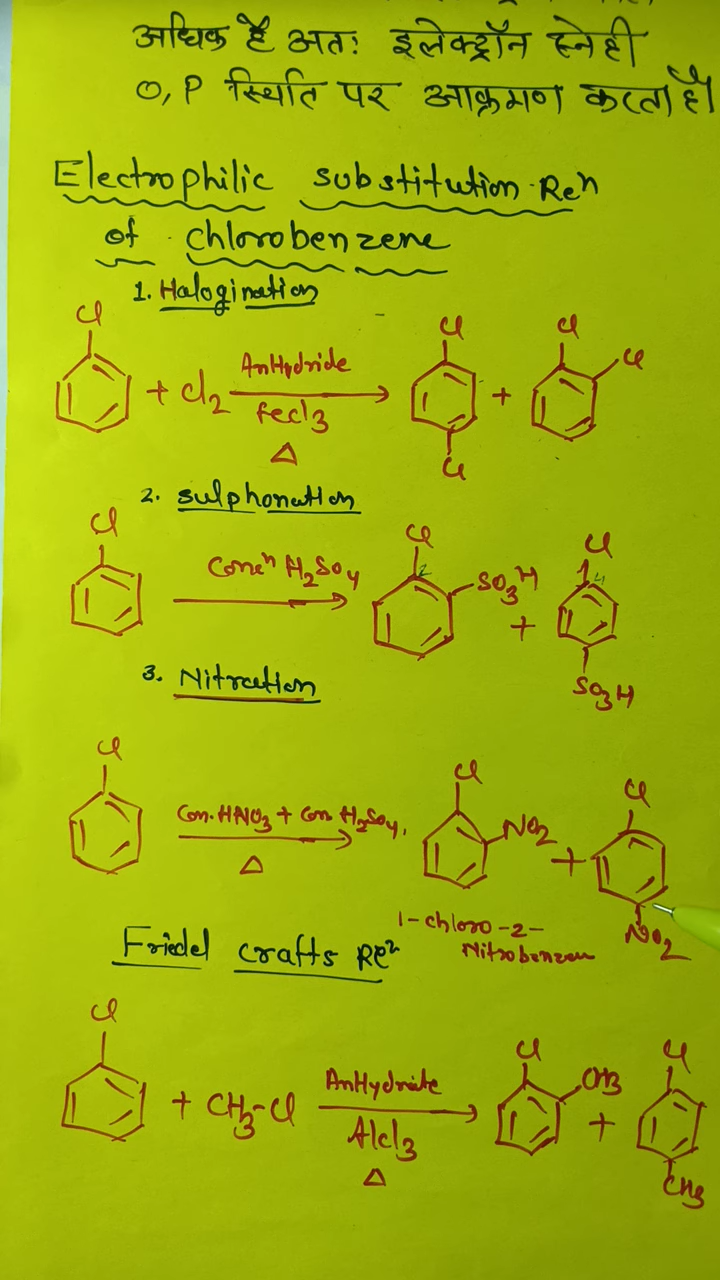 अधिक है अतः इलेक्ट्रॉन स्नेही
O, P स्थिति पर आक्रमण करता है।
Electrophilic substitution Reⁿ
of chlorobenzene
1. Halogination
Cl
+ Cl₂ AnHydride FeCl₃ Δ
Cl Cl + Cl Cl
2. sulphonation
Cl
Concⁿ H₂SO₄
Cl SO₃H + Cl SO₃H
3. Nitration
Cl
Con. HNO₃ + Con H₂SO₄, Δ
Cl NO₂ + Cl NO₂
1-chloro-2-
Nitrobenzen
Friedel crafts Reⁿ
Cl
+ CH₃-Cl AnHydrate AlCl₃ Δ
Cl CH₃ + Cl CH₃